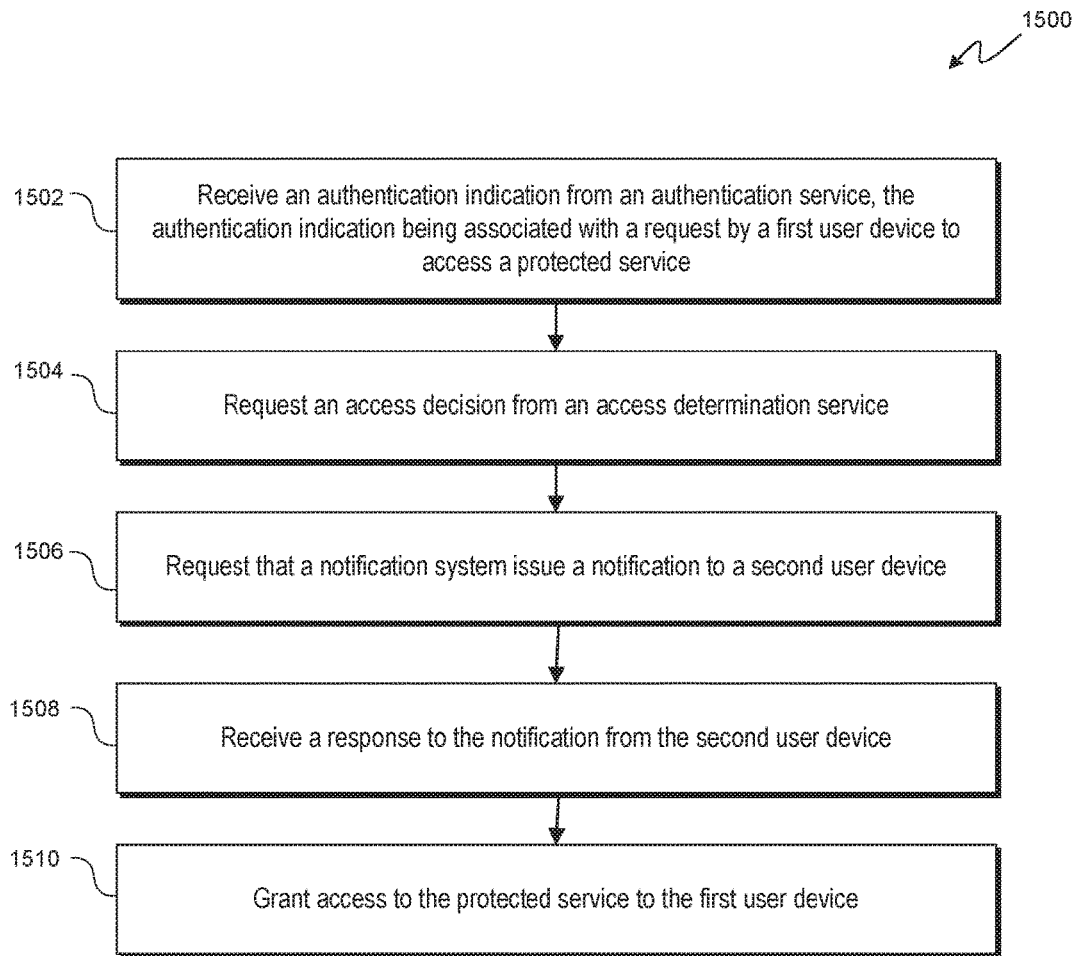 1500
1502
Receive an authentication indication from an authentication service, the
authentication indication being associated with a request by a first user device to
access a protected service
1504
Request an access decision from an access determination service
1506
Request that a notification system issue a notification to a second user device
1508
Receive a response to the notification from the second user device
1510
Grant access to the protected service to the first user device